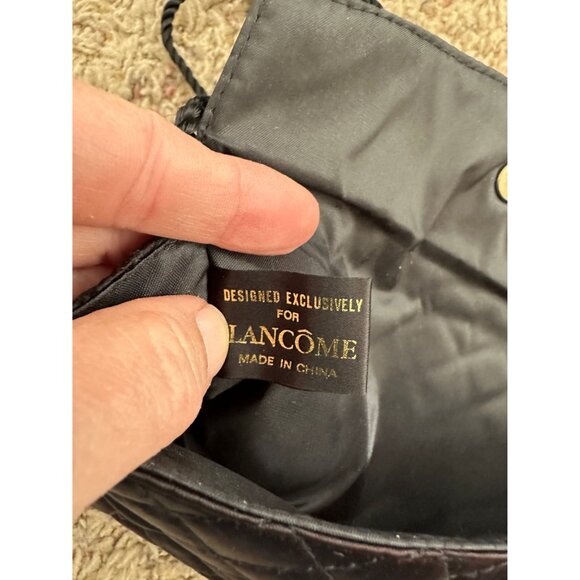 DESIGNED EXCLUSIVELY
FOR
LANCÔME
MADE IN CHINA